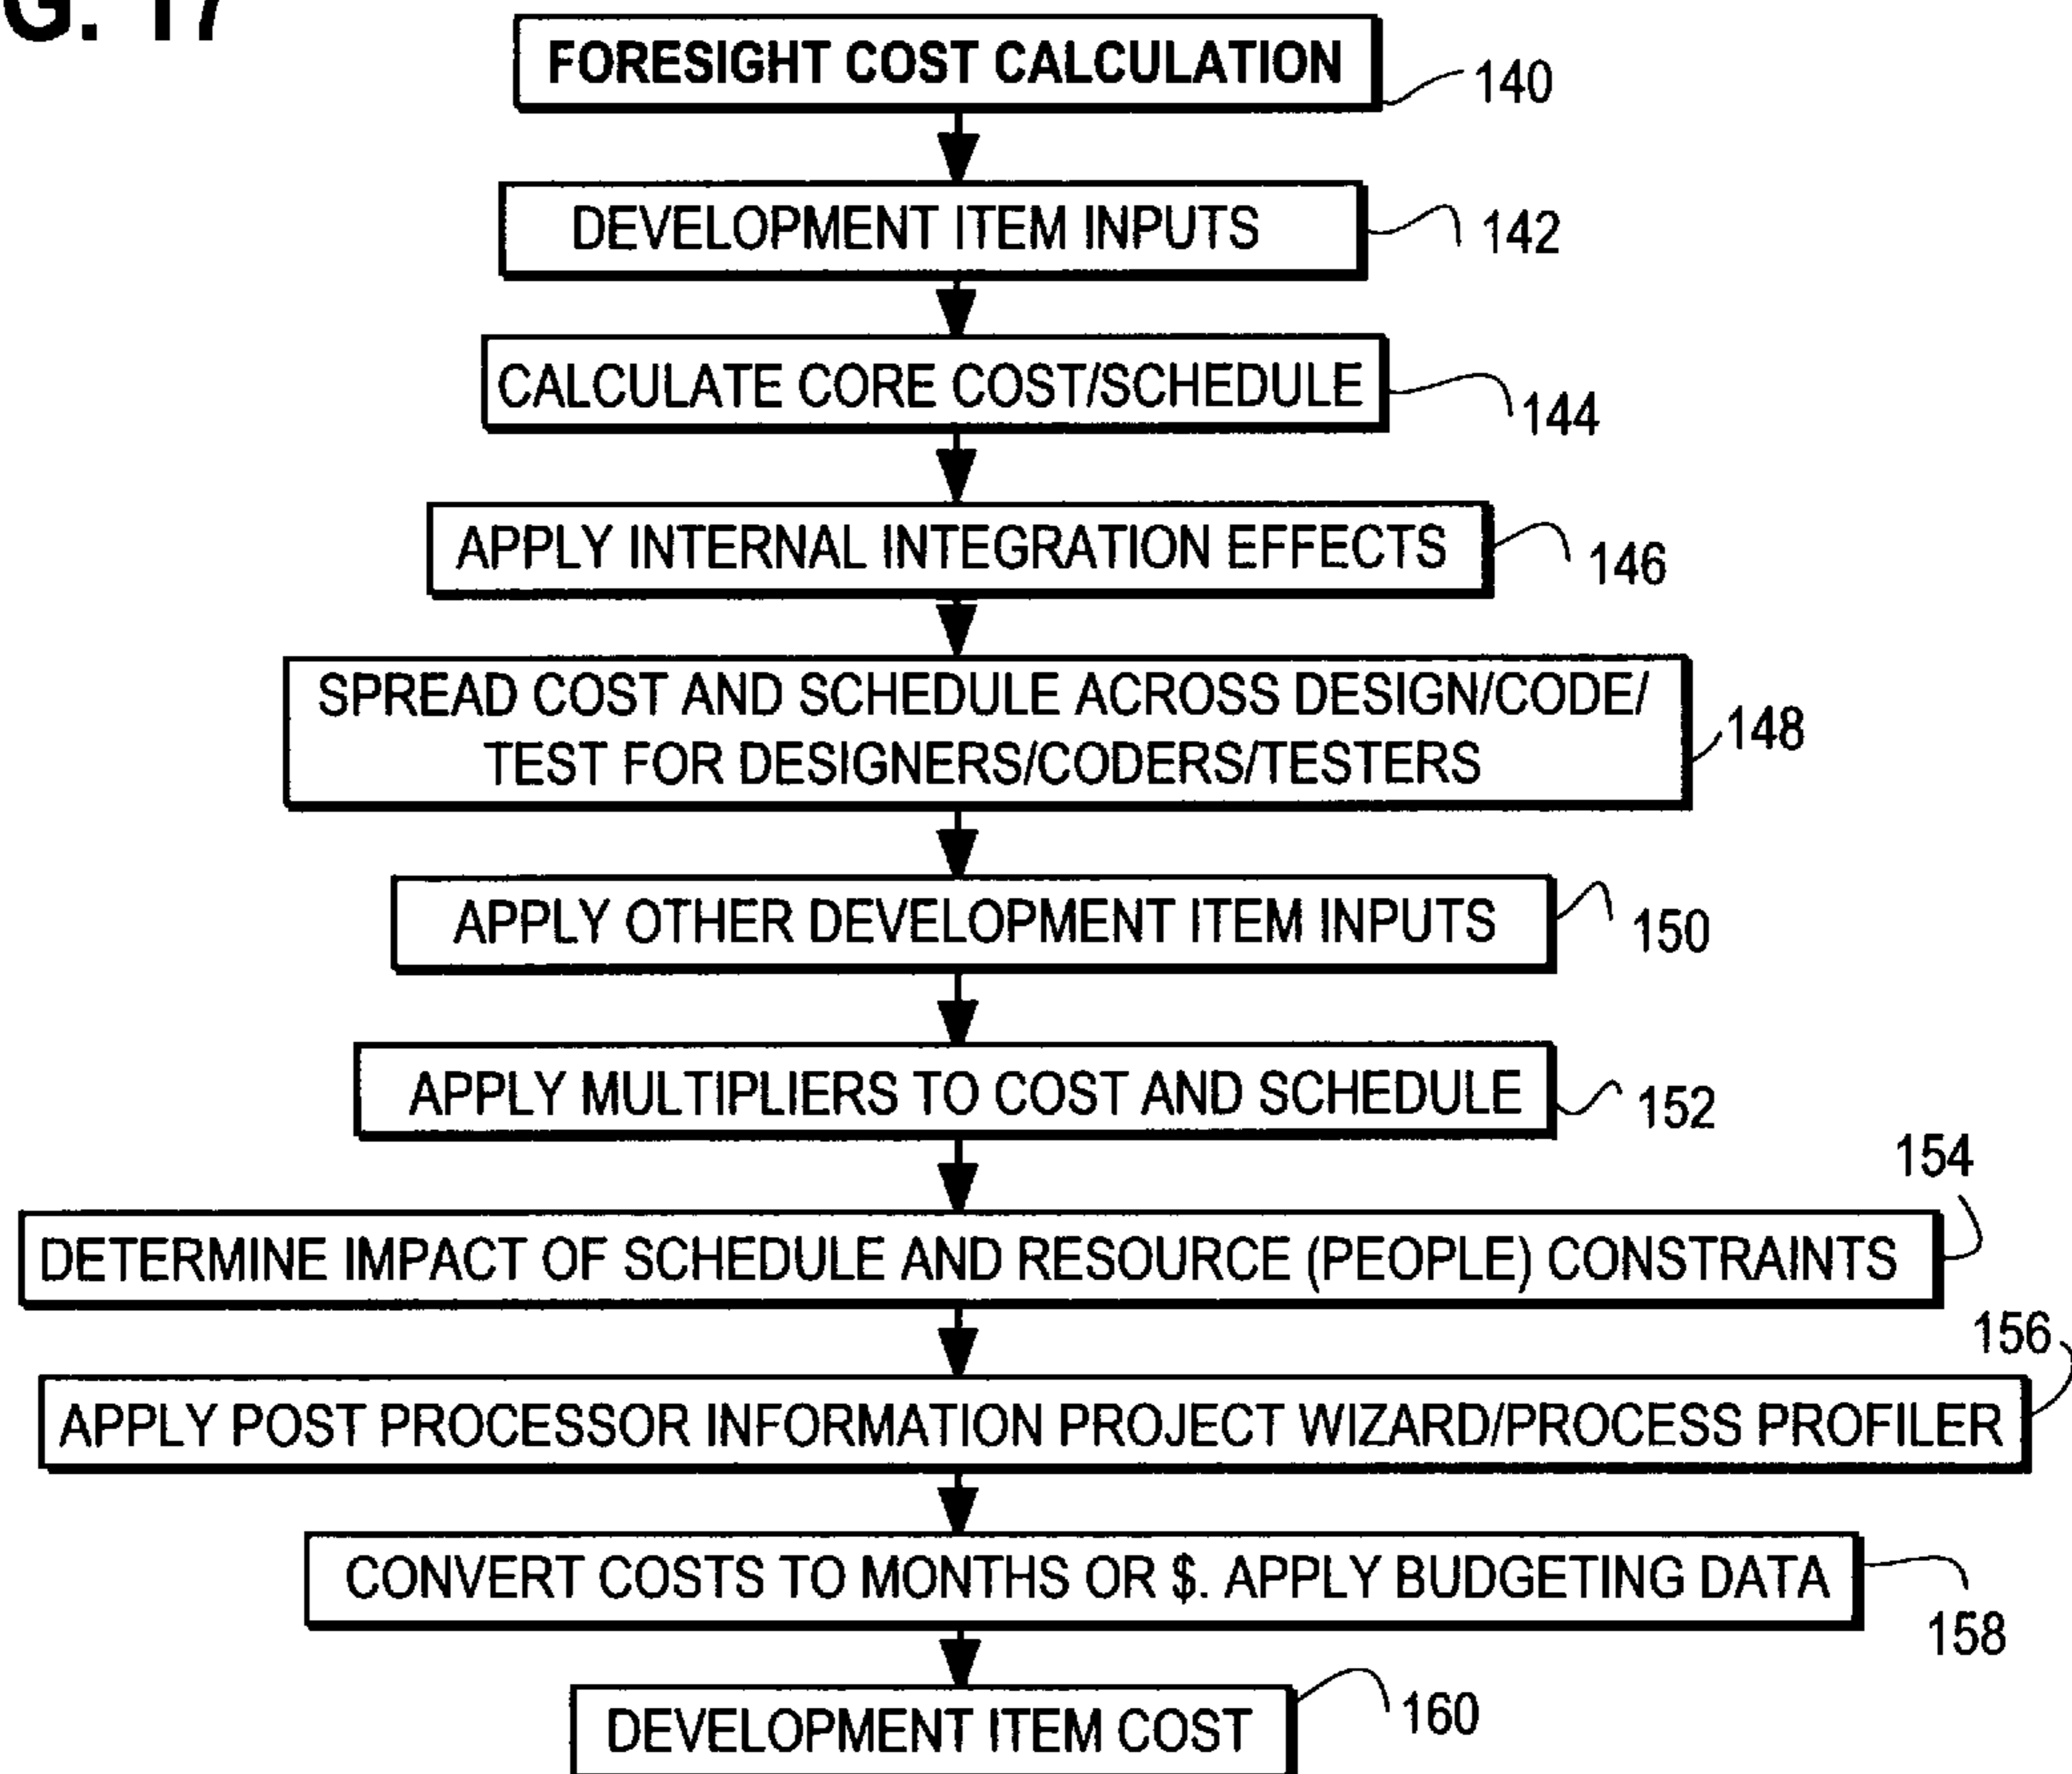 G. 17
FORESIGHT COST CALCULATION
140
DEVELOPMENT ITEM INPUTS
142
CALCULATE CORE COST/SCHEDULE
144
APPLY INTERNAL INTEGRATION EFFECTS
146
SPREAD COST AND SCHEDULE ACROSS DESIGN/CODE/
TEST FOR DESIGNERS/CODERS/TESTERS
148
APPLY OTHER DEVELOPMENT ITEM INPUTS
150
APPLY MULTIPLIERS TO COST AND SCHEDULE
152
154
DETERMINE IMPACT OF SCHEDULE AND RESOURCE (PEOPLE) CONSTRAINTS
156
APPLY POST PROCESSOR INFORMATION PROJECT WIZARD/PROCESS PROFILER
CONVERT COSTS TO MONTHS OR $. APPLY BUDGETING DATA
158
DEVELOPMENT ITEM COST
160